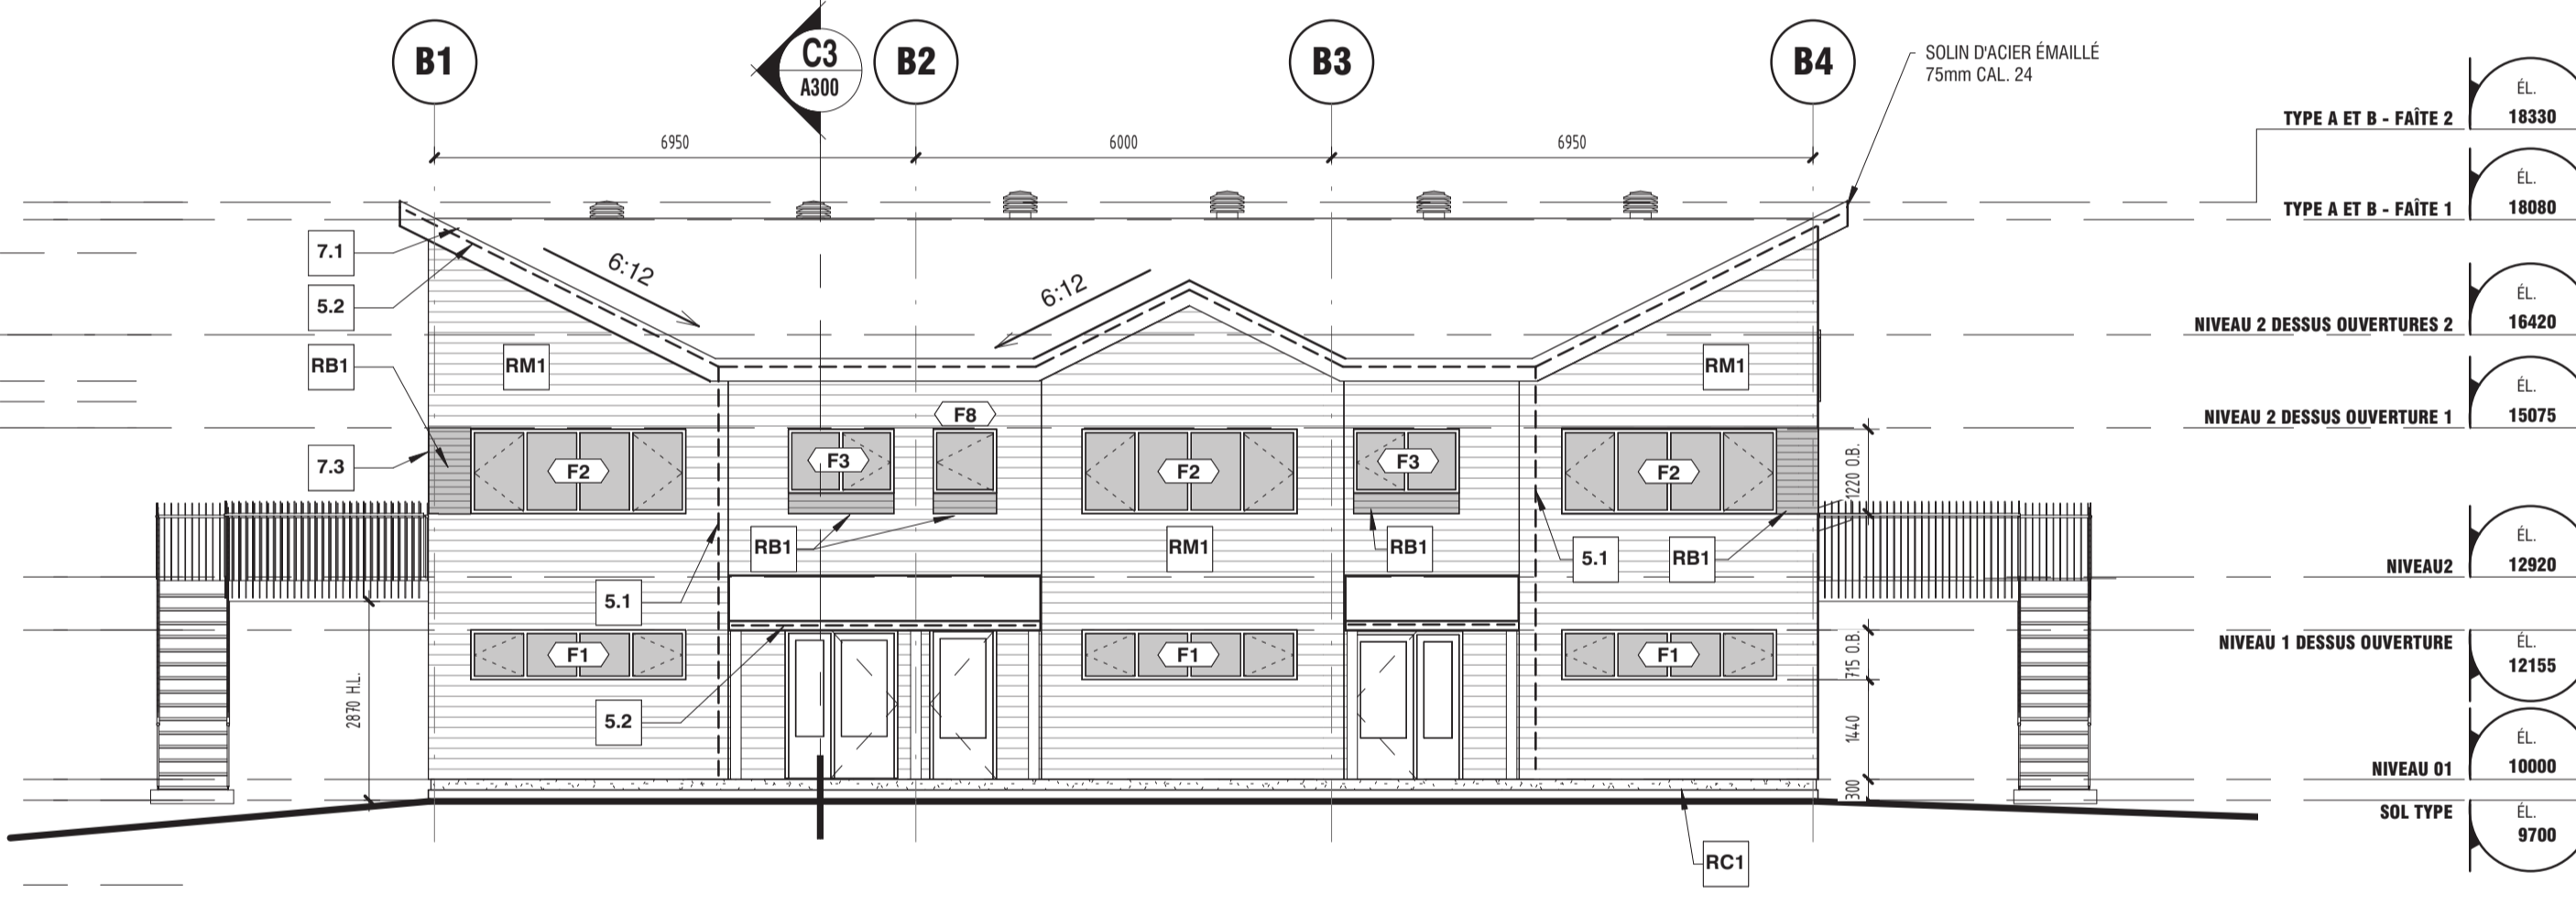 B1
C3
A300
B2
B3
B4
SOLIN D'ACIER ÉMAILLÉ
75mm CAL. 24
6950
6000
6950
ÉL.
TYPE A ET B - FAÎTE 2
18330
ÉL.
TYPE A ET B - FAÎTE 1
18080
7.1
5.2
6:12
6:12
ÉL.
NIVEAU 2 DESSUS OUVERTURES 2
16420
RB1
RM1
RM1
ÉL.
NIVEAU 2 DESSUS OUVERTURE 1
15075
F8
7.3
F2
F3
F2
F3
F2
1220 O.B.
RB1
RM1
RB1
5.1
RB1
ÉL.
NIVEAU2
12920
5.1
F1
F1
F1
715 O.B.
NIVEAU 1 DESSUS OUVERTURE
ÉL.
12155
2870 H.L.
5.2
1440
ÉL.
NIVEAU 01
10000
300
SOL TYPE
ÉL.
9700
RC1